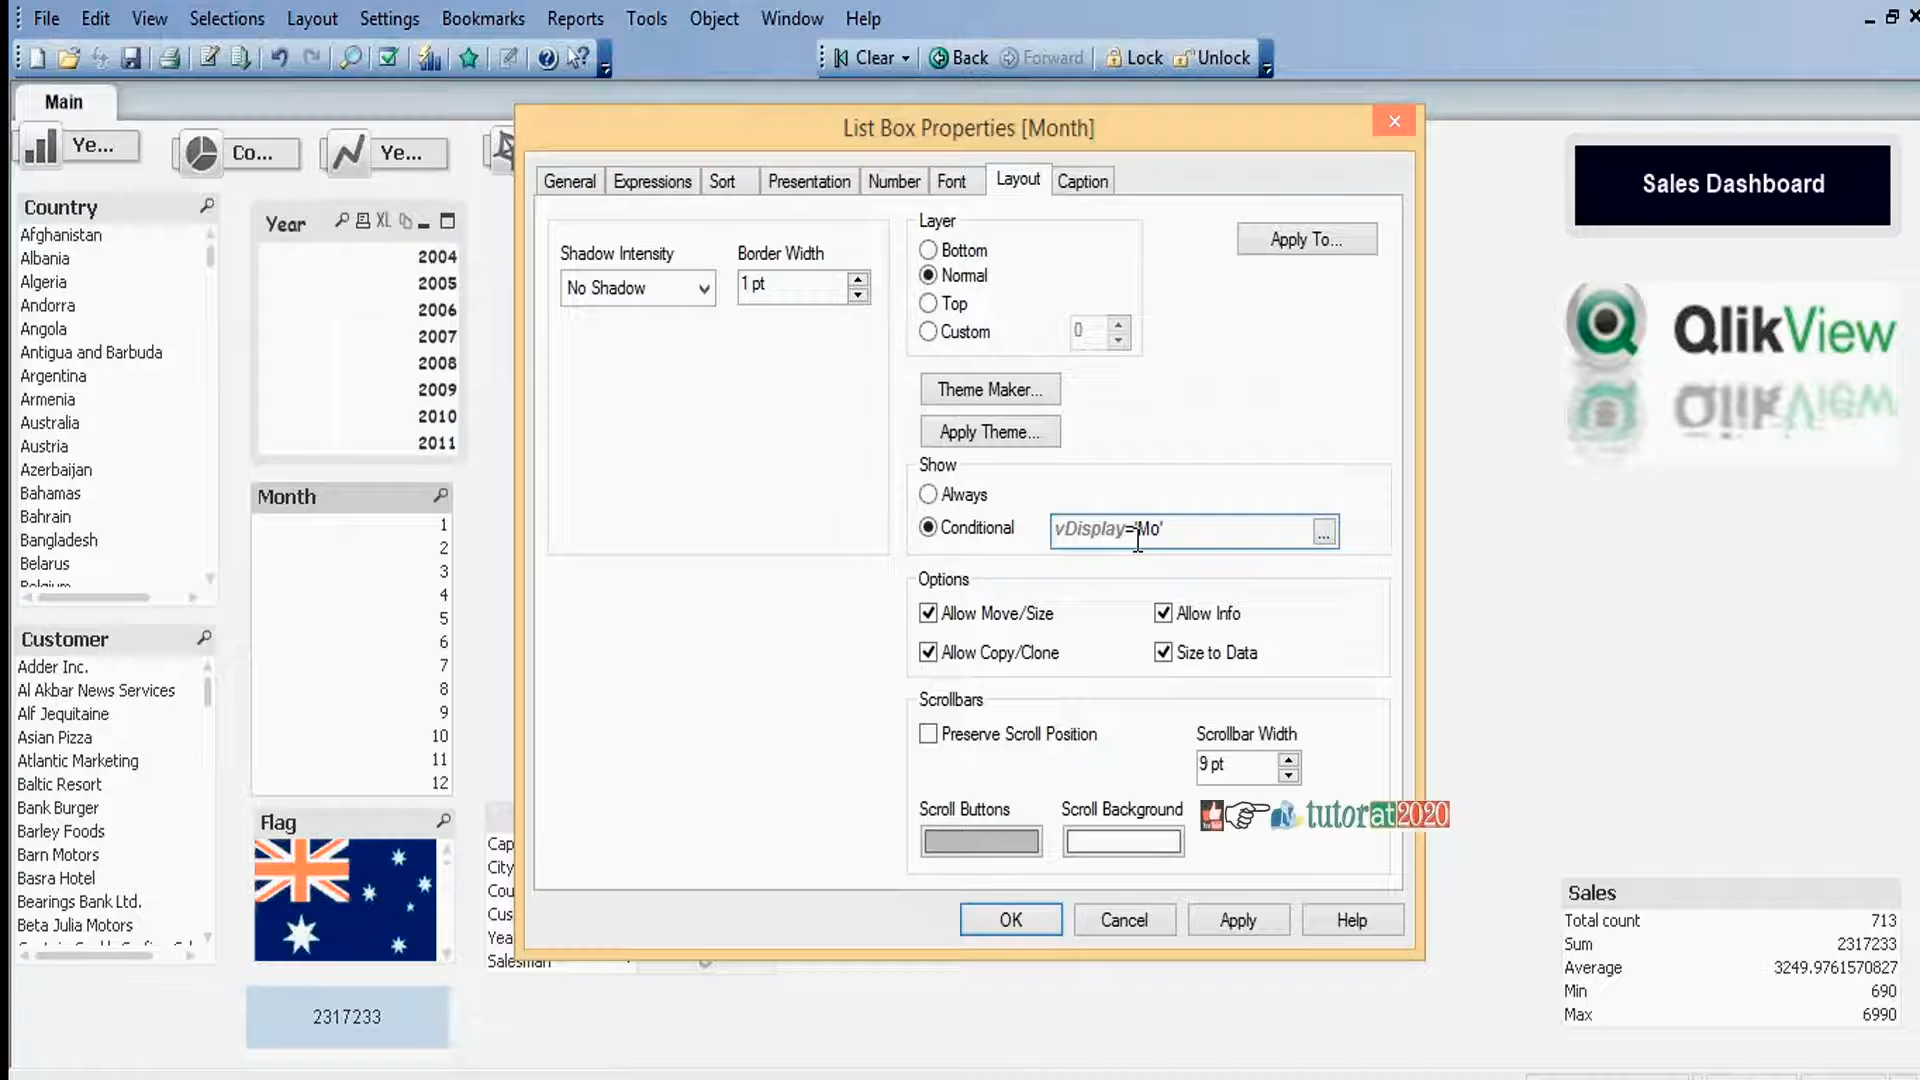 File Edit View Selections Layout Settings Bookmarks Reports Tools Object Window Help
Clear Back Forward Lock Unlock
Main
Ye... Co... Ye...
Country
Afghanistan
Albania
Algeria
Andorra
Angola
Antigua and Barbuda
Argentina
Armenia
Australia
Austria
Azerbaijan
Bahamas
Bahrain
Bangladesh
Belarus
Belgium
Customer
Adder Inc.
Al Akbar News Services
Alf Jequitaine
Asian Pizza
Atlantic Marketing
Baltic Resort
Bank Burger
Barley Foods
Barn Motors
Basra Hotel
Bearings Bank Ltd.
Beta Julia Motors
Year XL
2004
2005
2006
2007
2008
2009
2010
2011
Month
1
2
3
4
5
6
7
8
9
10
11
12
Flag
2317233
Cap
City
Cou
Cus
Yea
Salesman
List Box Properties [Month]
General Expressions Sort Presentation Number Font Layout Caption
Shadow Intensity Border Width
No Shadow 1 pt
Layer
Bottom
Normal
Top
Custom 0
Apply To...
Theme Maker...
Apply Theme...
Show
Always
Conditional vDisplay='Mo' ...
Options
Allow Move/Size Allow Info
Allow Copy/Clone Size to Data
Scrollbars
Preserve Scroll Position Scrollbar Width
9 pt
Scroll Buttons Scroll Background
tutorat2020
OK Cancel Apply Help
Sales Dashboard
QlikView
Sales
Total count 713
Sum 2317233
Average 3249.9761570827
Min 690
Max 6990